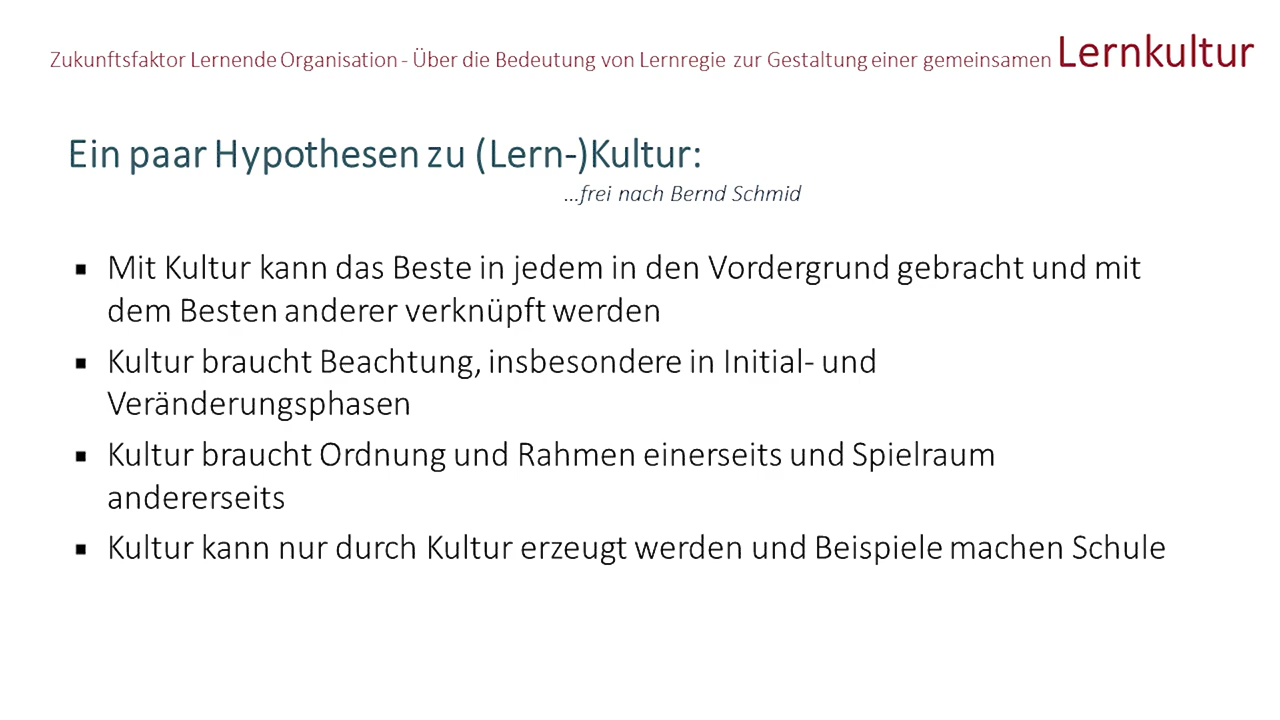 Zukunftsfaktor Lernende Organisation - Über die Bedeutung von Lernregie zur Gestaltung einer gemeinsamen Lernkultur
Ein paar Hypothesen zu (Lern-)Kultur:
...frei nach Bernd Schmid
▪ Mit Kultur kann das Beste in jedem in den Vordergrund gebracht und mit
dem Besten anderer verknüpft werden
▪ Kultur braucht Beachtung, insbesondere in Initial- und
Veränderungsphasen
▪ Kultur braucht Ordnung und Rahmen einerseits und Spielraum
andererseits
▪ Kultur kann nur durch Kultur erzeugt werden und Beispiele machen Schule